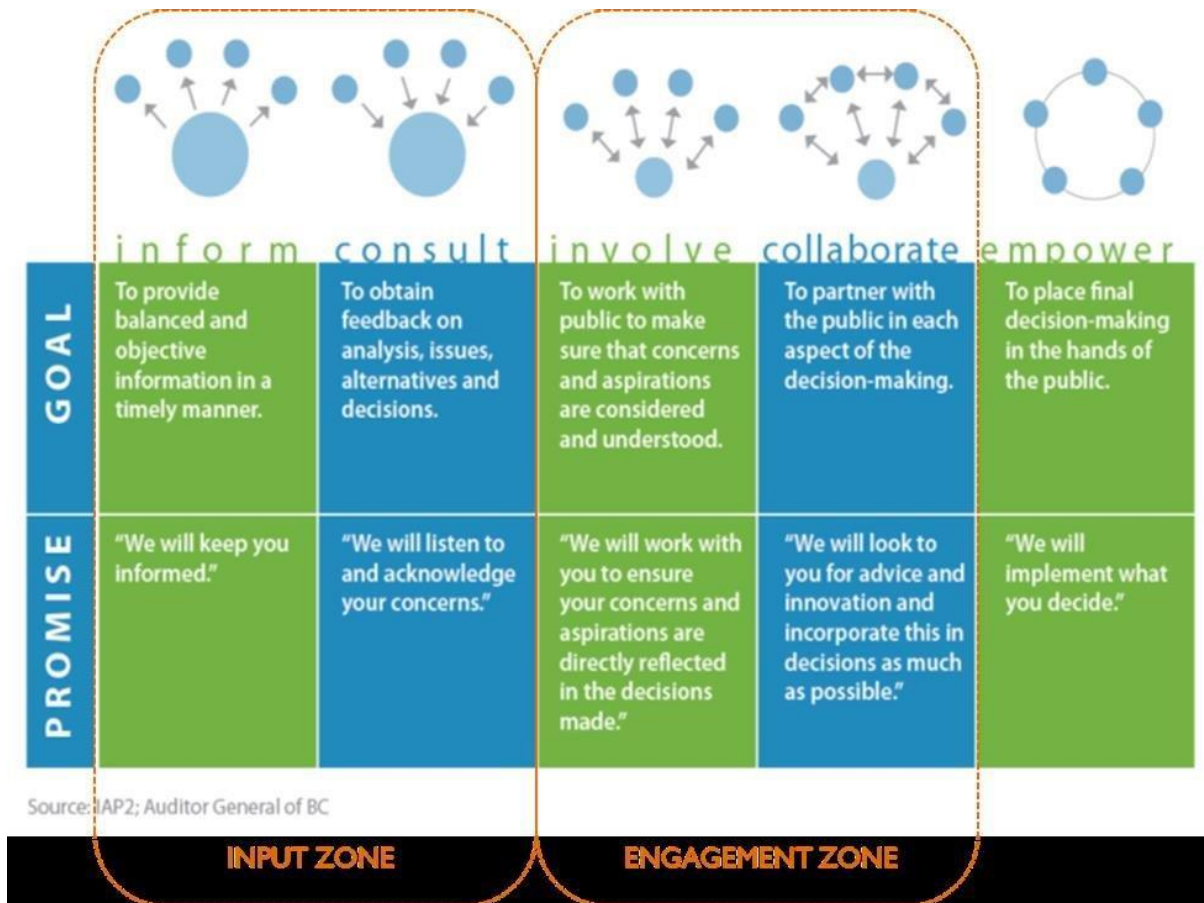 inform
consult
involve
collaborate
empower
GOAL
To provide
balanced and
objective
information in a
timely manner.
To obtain
feedback on
analysis, issues,
alternatives and
decisions.
To work with
public to make
sure that concerns
and aspirations
are considered
and understood.
To partner with
the public in each
aspect of the
decision-making.
To place final
decision-making
in the hands of
the public.
PROMISE
“We will keep you
informed.”
“We will listen to
and acknowledge
your concerns.”
“We will work with
you to ensure
your concerns and
aspirations are
directly reflected
in the decisions
made.”
“We will look to
you for advice and
innovation and
incorporate this in
decisions as much
as possible.”
“We will
implement what
you decide.”
Source: IAP2; Auditor General of BC
INPUT ZONE
ENGAGEMENT ZONE